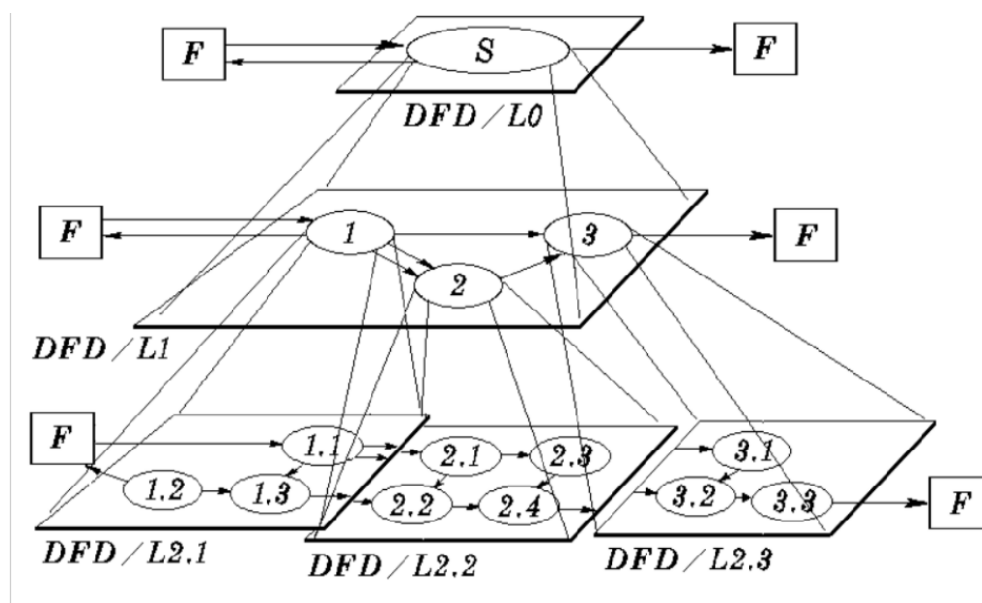 F S F
DFD/L0
F 1 3 F
2
DFD/L1
F 1.1 2.1 2.3 3.1
1.2 1.3 2.2 2.4 3.2 3.3 F
DFD/L2.1 DFD/L2.2 DFD/L2.3